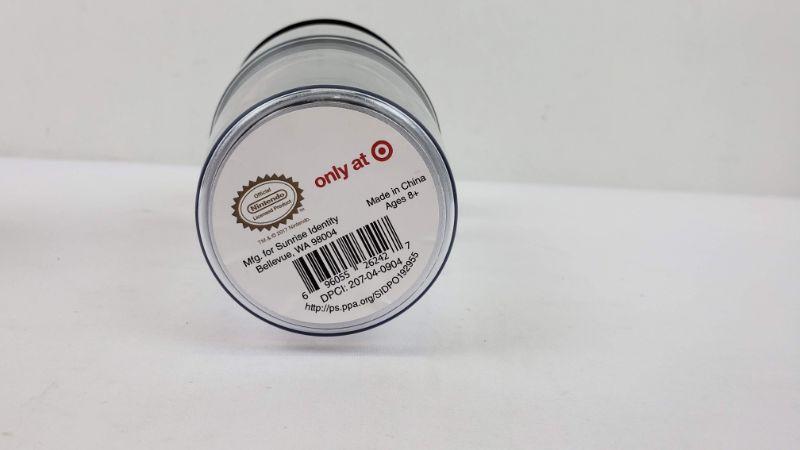 only at
Official
Nintendo
Licensed Product
TM & © 2017 Nintendo.
Made in China
Ages 8+
Mfg. for Sunrise Identity
Bellevue, WA 98004
6 96055 26242 7
DPCI: 207-04-0904
http://ps.ppa.org/SIDPO192955